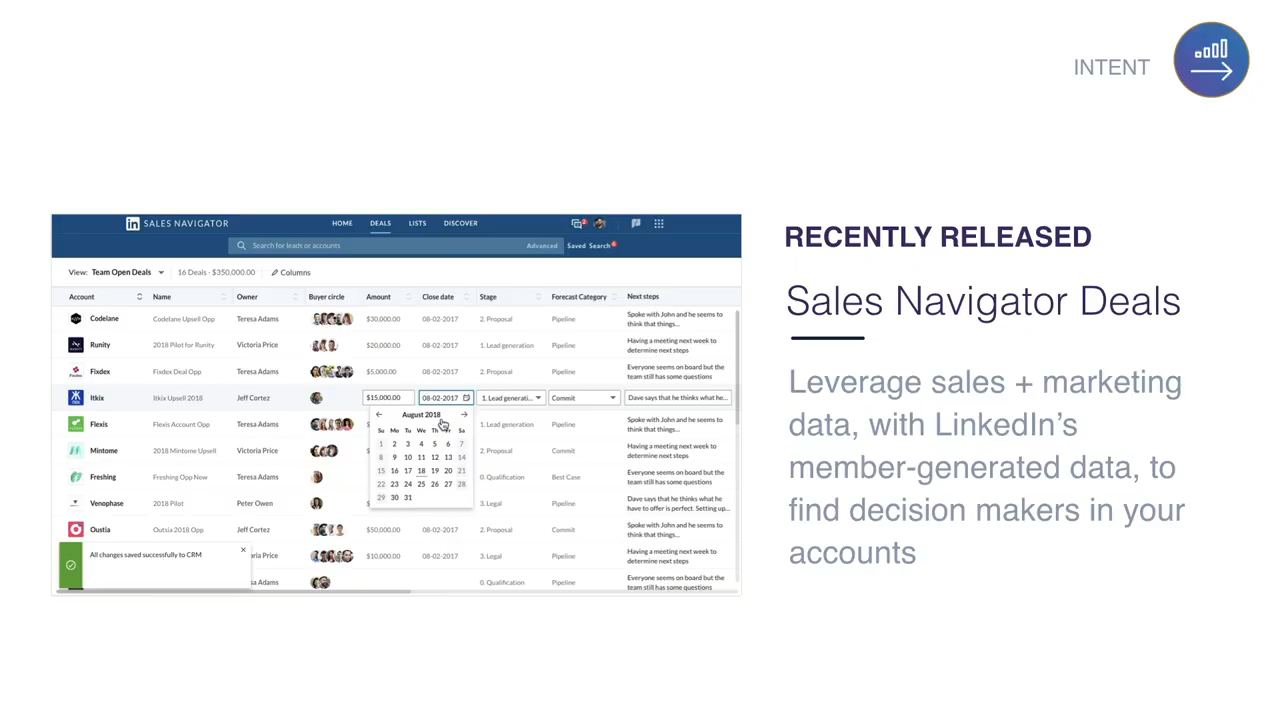 INTENT
in SALES NAVIGATOR HOME DEALS LISTS DISCOVER
Search for leads or accounts Advanced Saved Search
View: Team Open Deals 16 Deals · $350,000.00 Columns
Account Name Owner Buyer circle Amount Close date Stage Forecast Category Next steps
Codelane Codelane Upsell Opp Teresa Adams $30,000.00 08-02-2017 2. Proposal Pipeline Spoke with John and he seems to
think that things...
Runity 2018 Pilot for Runity Victoria Price $20,000.00 08-02-2017 1. Lead generation Pipeline Having a meeting next week to
determine next steps
Fixdex Fixdex Deal Opp Teresa Adams $5,000.00 08-02-2017 2. Proposal Pipeline Everyone seems on board but the
team still has some questions
Itkix Itkix Upsell 2018 Jeff Cortez $15,000.00 08-02-2017 1. Lead generati... Commit Dave says that he thinks what he...
August 2018
Su Mo Tu We Th Fr Sa
1 2 3 4 5 6 7
8 9 10 11 12 13 14
15 16 17 18 19 20 21
22 23 24 25 26 27 28
29 30 31
Flexis Flexis Account Opp Teresa Adams 1. Lead generation Pipeline Spoke with John and he seems to
think that things...
Mintome 2018 Mintome Upsell Victoria Price 2. Proposal Commit Having a meeting next week to
determine next steps
Freshing Freshing Opp Now Teresa Adams 0. Qualification Best Case Everyone seems on board but the
team still has some questions
Venophase 2018 Pilot Peter Owen 3. Legal Pipeline Dave says that he thinks what he
have to offer is perfect. Setting up...
Oustia Outsia 2018 Opp Jeff Cortez $50,000.00 08-02-2017 2. Proposal Commit Spoke with John and he seems to
think that things...
All changes saved successfully to CRM
ria Price $10,000.00 08-02-2017 3. Legal Pipeline Having a meeting next week to
determine next steps
sa Adams 0. Qualification Pipeline Everyone seems on board but the
team still has some questions
RECENTLY RELEASED
Sales Navigator Deals
Leverage sales + marketing
data, with LinkedIn's
member-generated data, to
find decision makers in your
accounts